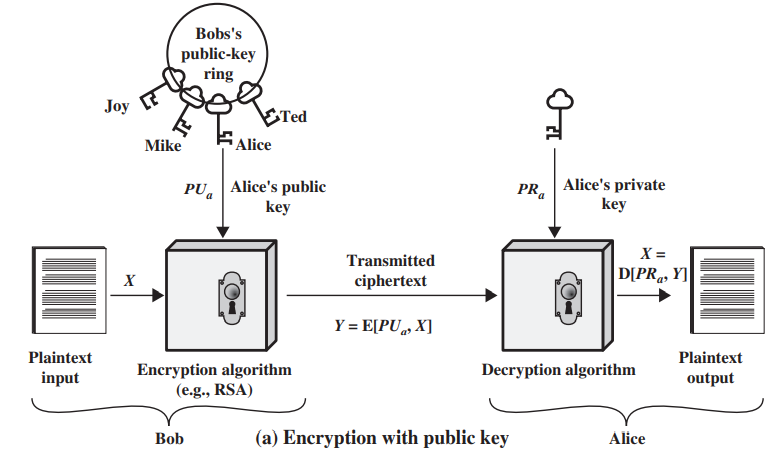 Bobs's
public-key
ring
Joy
Ted
Mike
Alice
PUa
Alice's public
key
PRa
Alice's private
key
X
Transmitted
ciphertext
X =
D[PRa, Y]
Y = E[PUa, X]
Plaintext
input
Encryption algorithm
(e.g., RSA)
Decryption algorithm
Plaintext
output
Bob
(a) Encryption with public key
Alice